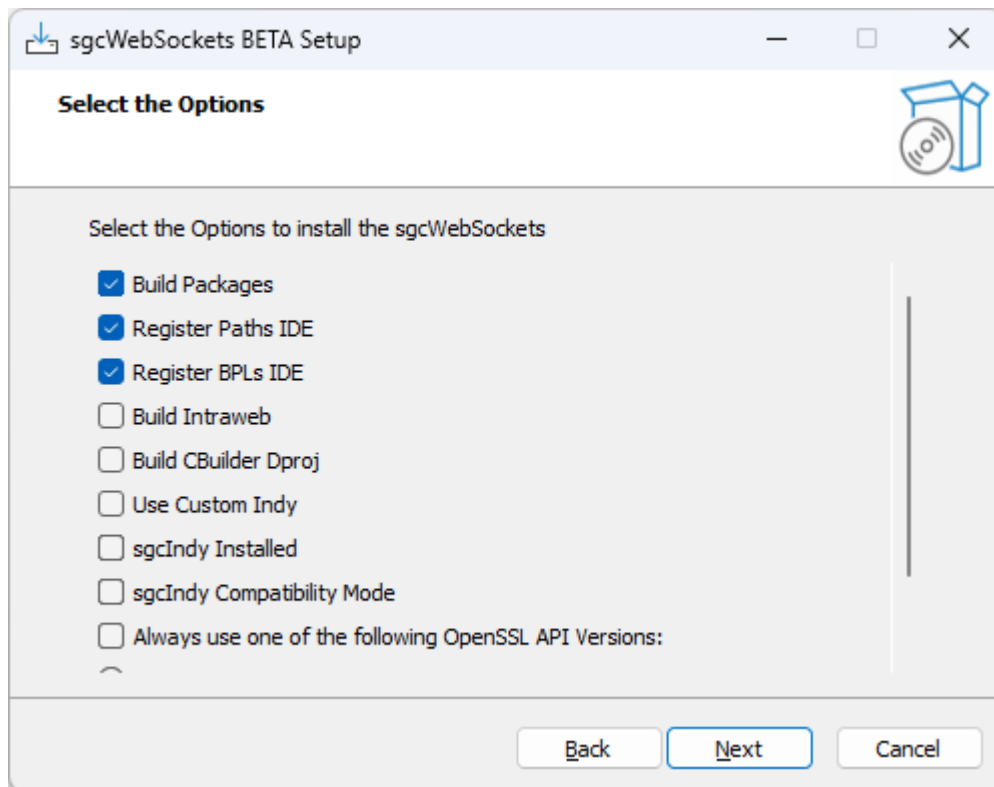 sgcWebSockets BETA Setup
Select the Options
Select the Options to install the sgcWebSockets
Build Packages
Register Paths IDE
Register BPLs IDE
Build Intraweb
Build CBuilder Dproj
Use Custom Indy
sgcIndy Installed
sgcIndy Compatibility Mode
Always use one of the following OpenSSL API Versions:
Back
Next
Cancel